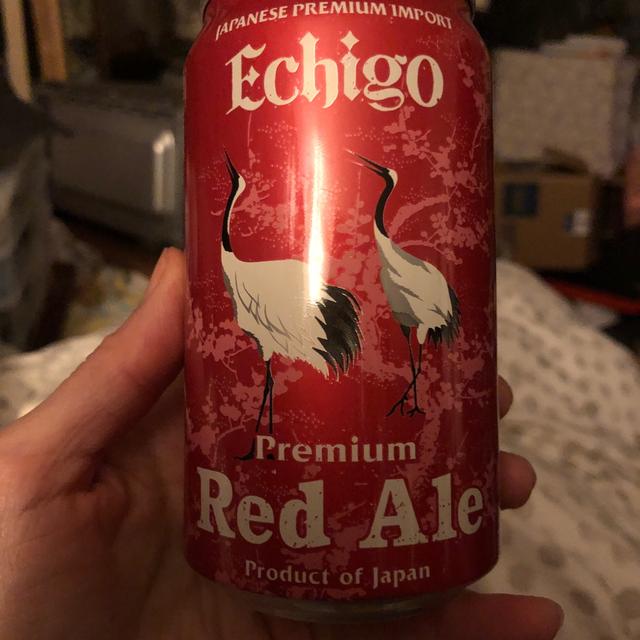 JAPANESE PREMIUM IMPORT
Echigo
Premium
Red Ale
Product of Japan